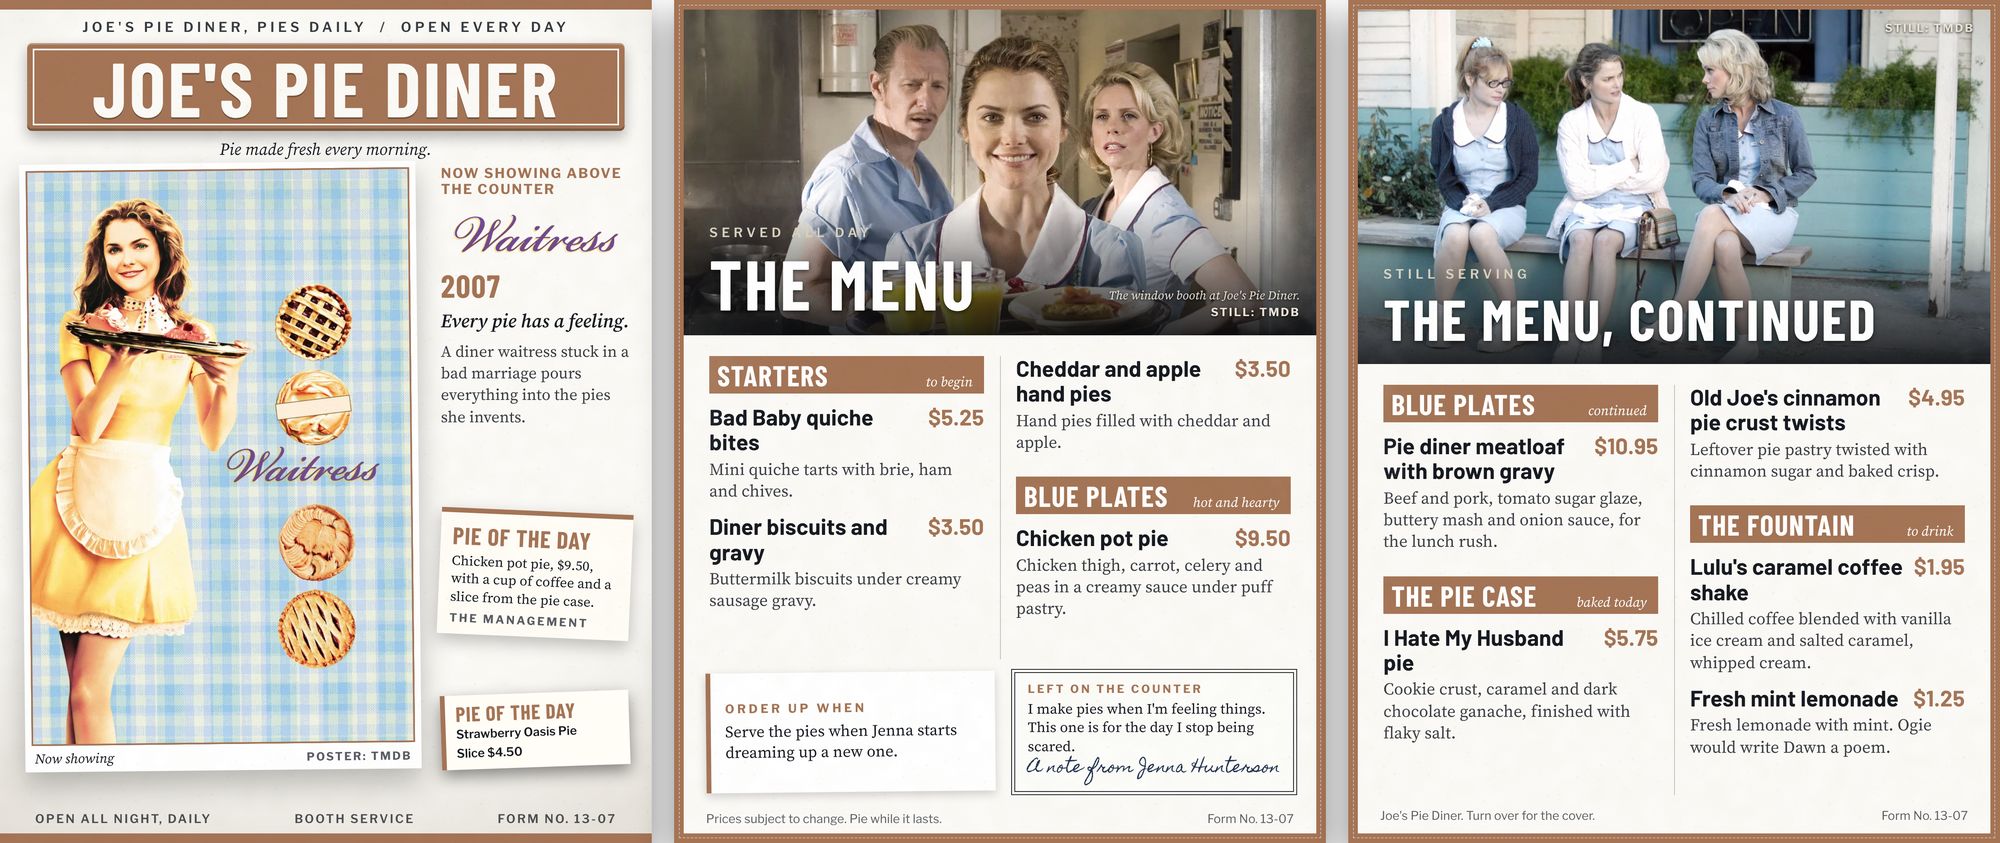 JOE'S PIE DINER, PIES DAILY / OPEN EVERY DAY
JOE'S PIE DINER
Pie made fresh every morning.
NOW SHOWING ABOVE
THE COUNTER
Waitress
2007
Every pie has a feeling.
A diner waitress stuck in a
bad marriage pours
everything into the pies
she invents.
Waitress
PIE OF THE DAY
Chicken pot pie, $9.50,
with a cup of coffee and a
slice from the pie case.
THE MANAGEMENT
PIE OF THE DAY
Strawberry Oasis Pie
Slice $4.50
Now showing
POSTER: TMDB
OPEN ALL NIGHT, DAILY
BOOTH SERVICE
FORM NO. 13-07
NOTICE
SERVED ALL DAY
THE MENU
The window booth at Joe's Pie Diner.
STILL: TMDB
STARTERS
to begin
Bad Baby quiche $5.25
bites
Mini quiche tarts with brie, ham
and chives.
Diner biscuits and $3.50
gravy
Buttermilk biscuits under creamy
sausage gravy.
Cheddar and apple $3.50
hand pies
Hand pies filled with cheddar and
apple.
BLUE PLATES
hot and hearty
Chicken pot pie $9.50
Chicken thigh, carrot, celery and
peas in a creamy sauce under puff
pastry.
ORDER UP WHEN
Serve the pies when Jenna starts
dreaming up a new one.
LEFT ON THE COUNTER
I make pies when I'm feeling things.
This one is for the day I stop being
scared.
A note from Jenna Hunterson
Prices subject to change. Pie while it lasts.
Form No. 13-07
OPEN
STILL: TMDB
STILL SERVING
THE MENU, CONTINUED
BLUE PLATES
continued
Pie diner meatloaf $10.95
with brown gravy
Beef and pork, tomato sugar glaze,
buttery mash and onion sauce, for
the lunch rush.
THE PIE CASE
baked today
I Hate My Husband $5.75
pie
Cookie crust, caramel and dark
chocolate ganache, finished with
flaky salt.
Old Joe's cinnamon $4.95
pie crust twists
Leftover pie pastry twisted with
cinnamon sugar and baked crisp.
THE FOUNTAIN
to drink
Lulu's caramel coffee $1.95
shake
Chilled coffee blended with vanilla
ice cream and salted caramel,
whipped cream.
Fresh mint lemonade $1.25
Fresh lemonade with mint. Ogie
would write Dawn a poem.
Joe's Pie Diner. Turn over for the cover.
Form No. 13-07